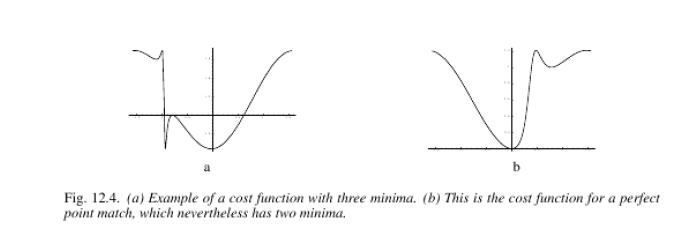 a
b
Fig. 12.4. (a) Example of a cost function with three minima. (b) This is the cost function for a perfect
point match, which nevertheless has two minima.